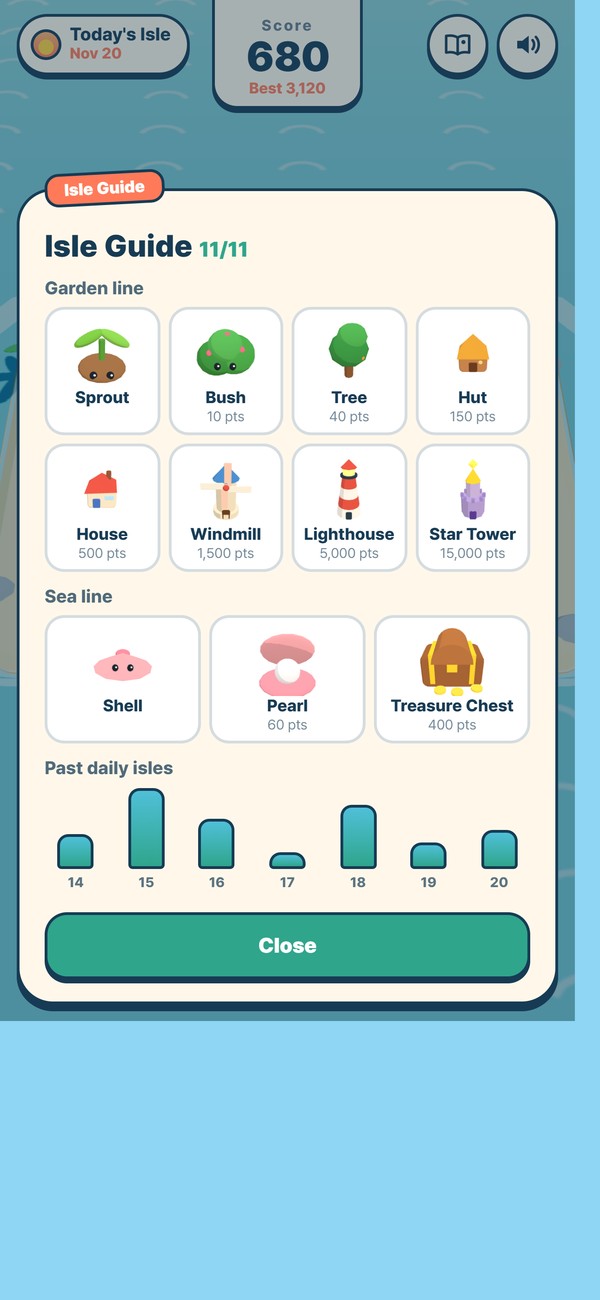 Today's Isle
Nov 20
Score
680
Best 3,120
Isle Guide
Isle Guide 11/11
Garden line
Sprout
Bush
10 pts
Tree
40 pts
Hut
150 pts
House
500 pts
Windmill
1,500 pts
Lighthouse
5,000 pts
Star Tower
15,000 pts
Sea line
Shell
Pearl
60 pts
Treasure Chest
400 pts
Past daily isles
14 15 16 17 18 19 20
Close